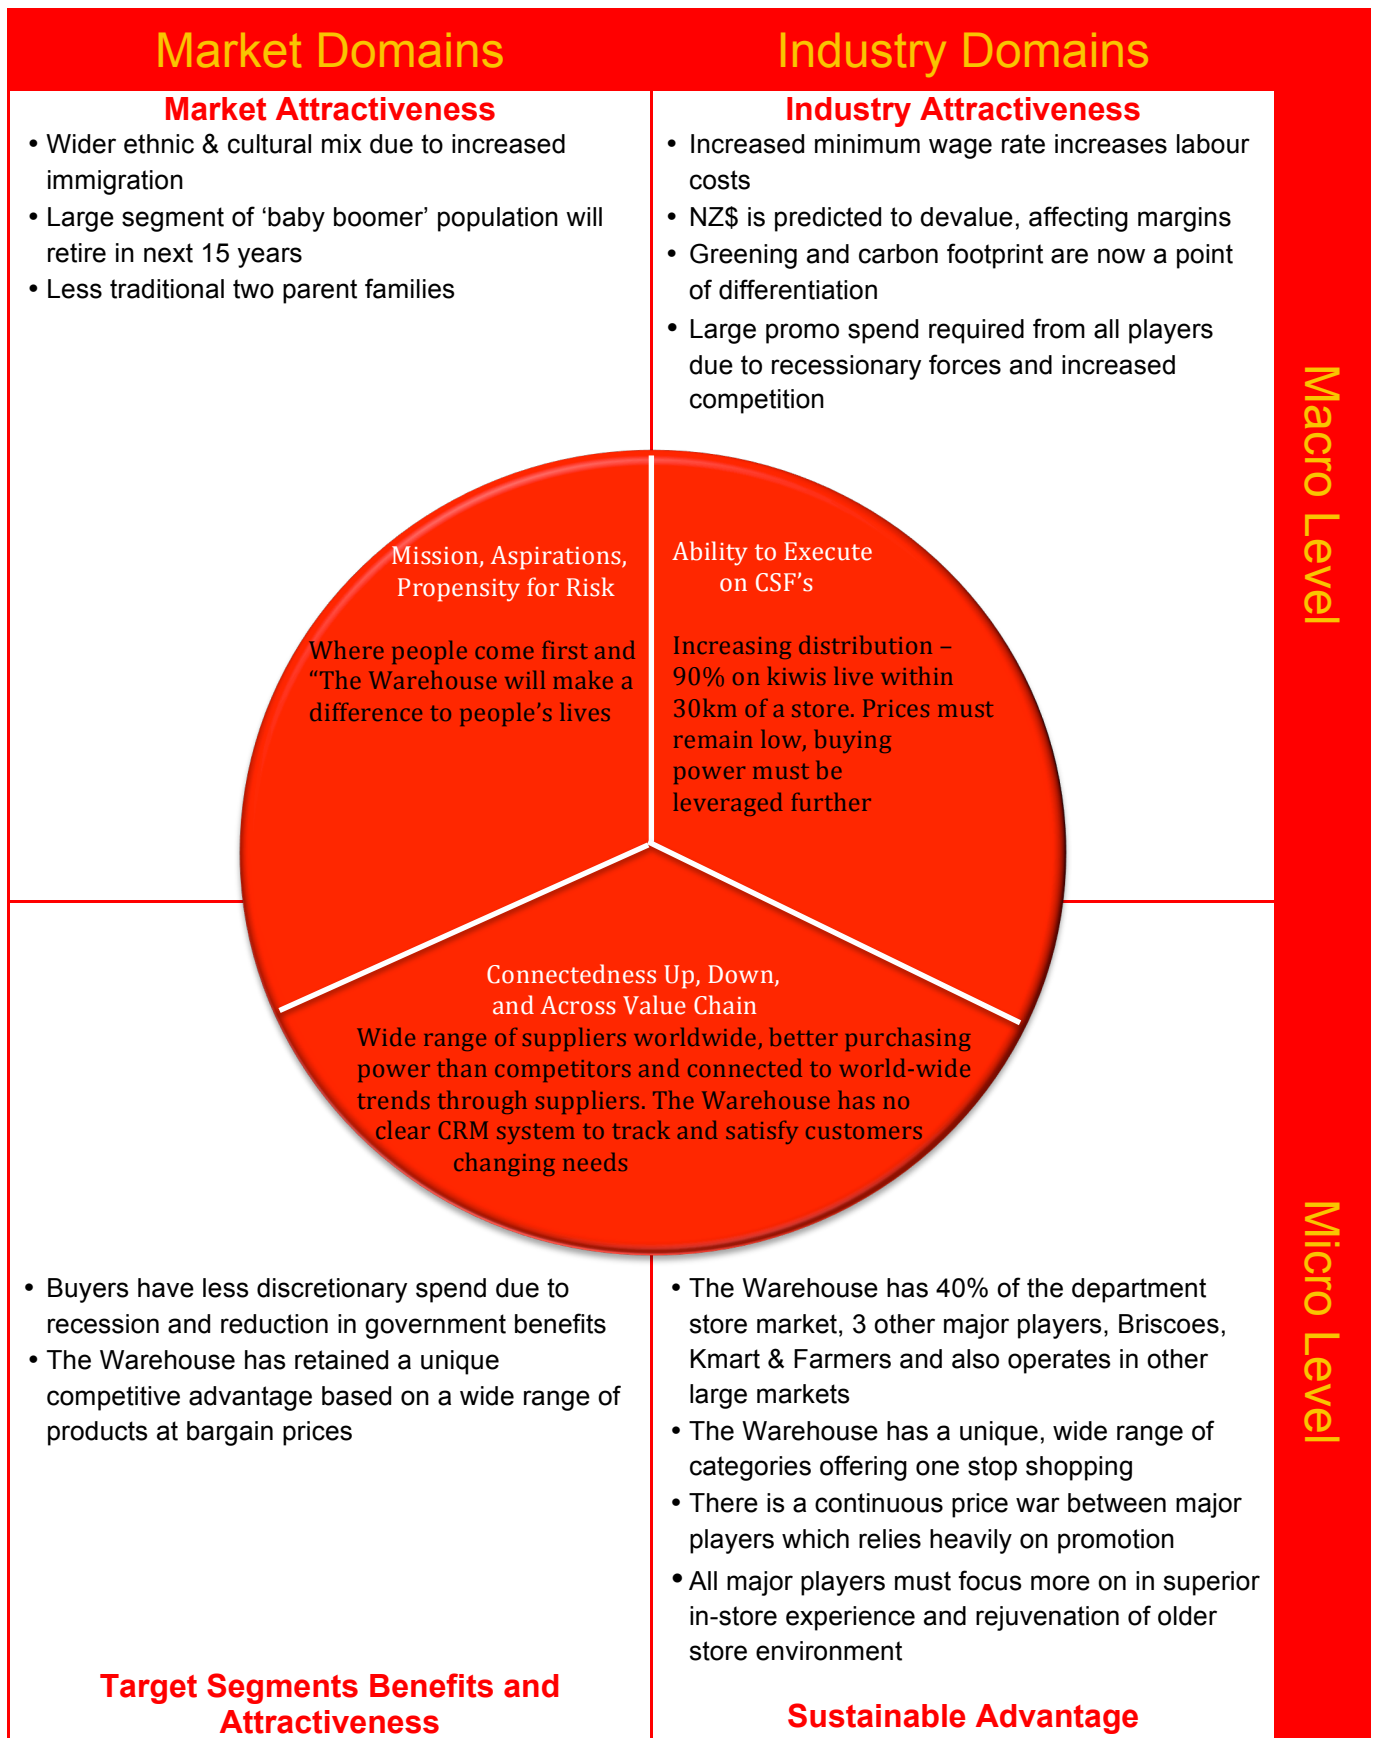 Market Domains
Industry Domains
Market Attractiveness
• Wider ethnic & cultural mix due to increased
immigration
• Large segment of ‘baby boomer’ population will
retire in next 15 years
• Less traditional two parent families
Industry Attractiveness
• Increased minimum wage rate increases labour
costs
• NZ$ is predicted to devalue, affecting margins
• Greening and carbon footprint are now a point
of differentiation
• Large promo spend required from all players
due to recessionary forces and increased
competition
Macro Level
Mission, Aspirations,
Propensity for Risk
Where people come first and
“The Warehouse will make a
difference to people’s lives
Ability to Execute
on CSF’s
Increasing distribution –
90% on kiwis live within
30km of a store. Prices must
remain low, buying
power must be
leveraged further
Connectedness Up, Down,
and Across Value Chain
Wide range of suppliers worldwide, better purchasing
power than competitors and connected to world-wide
trends through suppliers. The Warehouse has no
clear CRM system to track and satisfy customers
changing needs
• Buyers have less discretionary spend due to
recession and reduction in government benefits
• The Warehouse has retained a unique
competitive advantage based on a wide range of
products at bargain prices
Target Segments Benefits and
Attractiveness
• The Warehouse has 40% of the department
store market, 3 other major players, Briscoes,
Kmart & Farmers and also operates in other
large markets
• The Warehouse has a unique, wide range of
categories offering one stop shopping
• There is a continuous price war between major
players which relies heavily on promotion
• All major players must focus more on in superior
in-store experience and rejuvenation of older
store environment
Sustainable Advantage
Micro Level